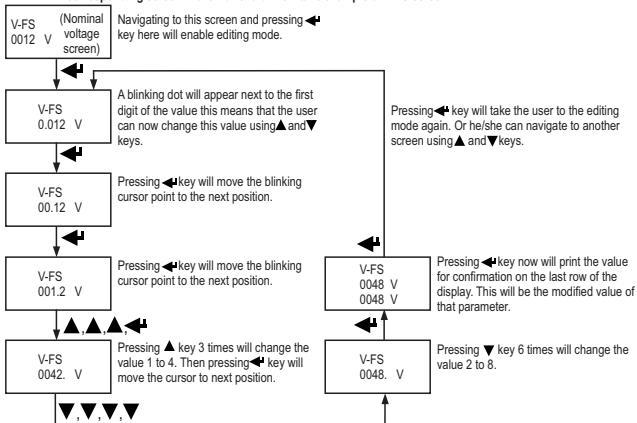 V-FS
0012 V
(Nominal
voltage
screen)
Navigating to this screen and pressing ↵
key here will enable editing mode.
↵
V-FS
0.012 V
A blinking dot will appear next to the first
digit of the value this means that the user
can now change this value using ▲ and ▼
keys.
↵
V-FS
00.12 V
Pressing ↵ key will move the blinking
cursor point to the next position.
↵
V-FS
001.2 V
Pressing ↵ key will move the blinking
cursor point to the next position.
▲,▲,▲,↵
V-FS
0042. V
Pressing ▲ key 3 times will change the
value 1 to 4. Then pressing ↵ key will
move the cursor to next position.
▼,▼,▼,▼
Pressing ↵ key will take the user to the editing
mode again. Or he/she can navigate to another
screen using ▲ and ▼ keys.
↵
V-FS
0048 V
0048 V
Pressing ↵ key now will print the value
for confirmation on the last row of the
display. This will be the modified value of
that parameter.
↵
V-FS
0048. V
Pressing ▼ key 6 times will change the
value 2 to 8.